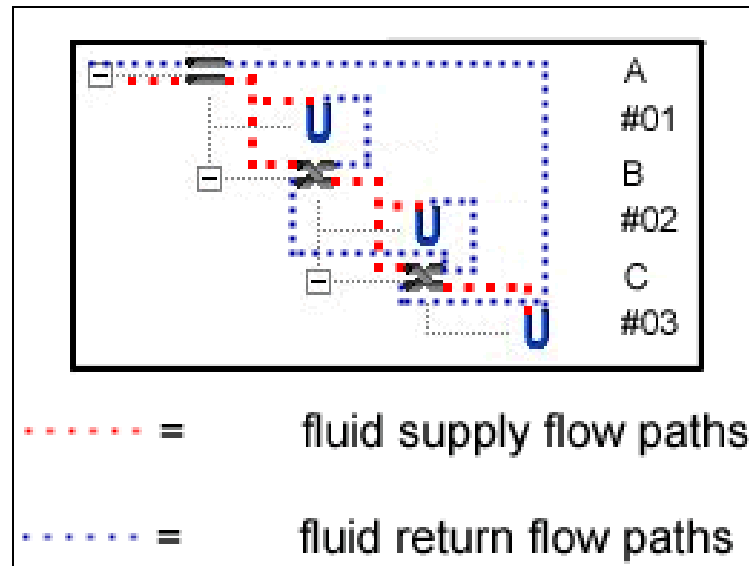 A
#01
B
#02
C
#03
= fluid supply flow paths
= fluid return flow paths